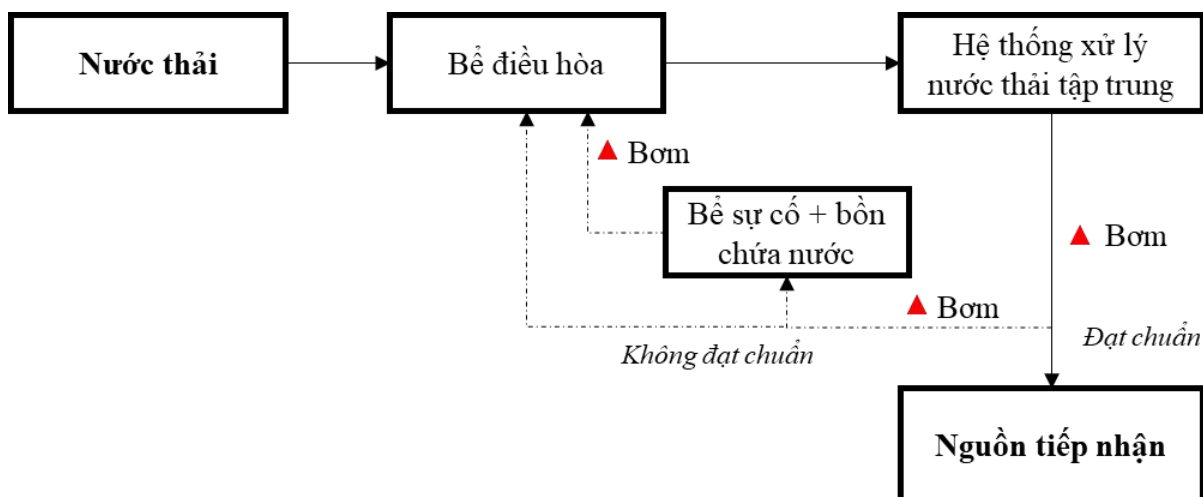 Nước thải
Bể điều hòa
Hệ thống xử lý
nước thải tập trung
Bơm
Bể sự cố + bồn
chứa nước
Bơm
Bơm
Không đạt chuẩn
Đạt chuẩn
Nguồn tiếp nhận